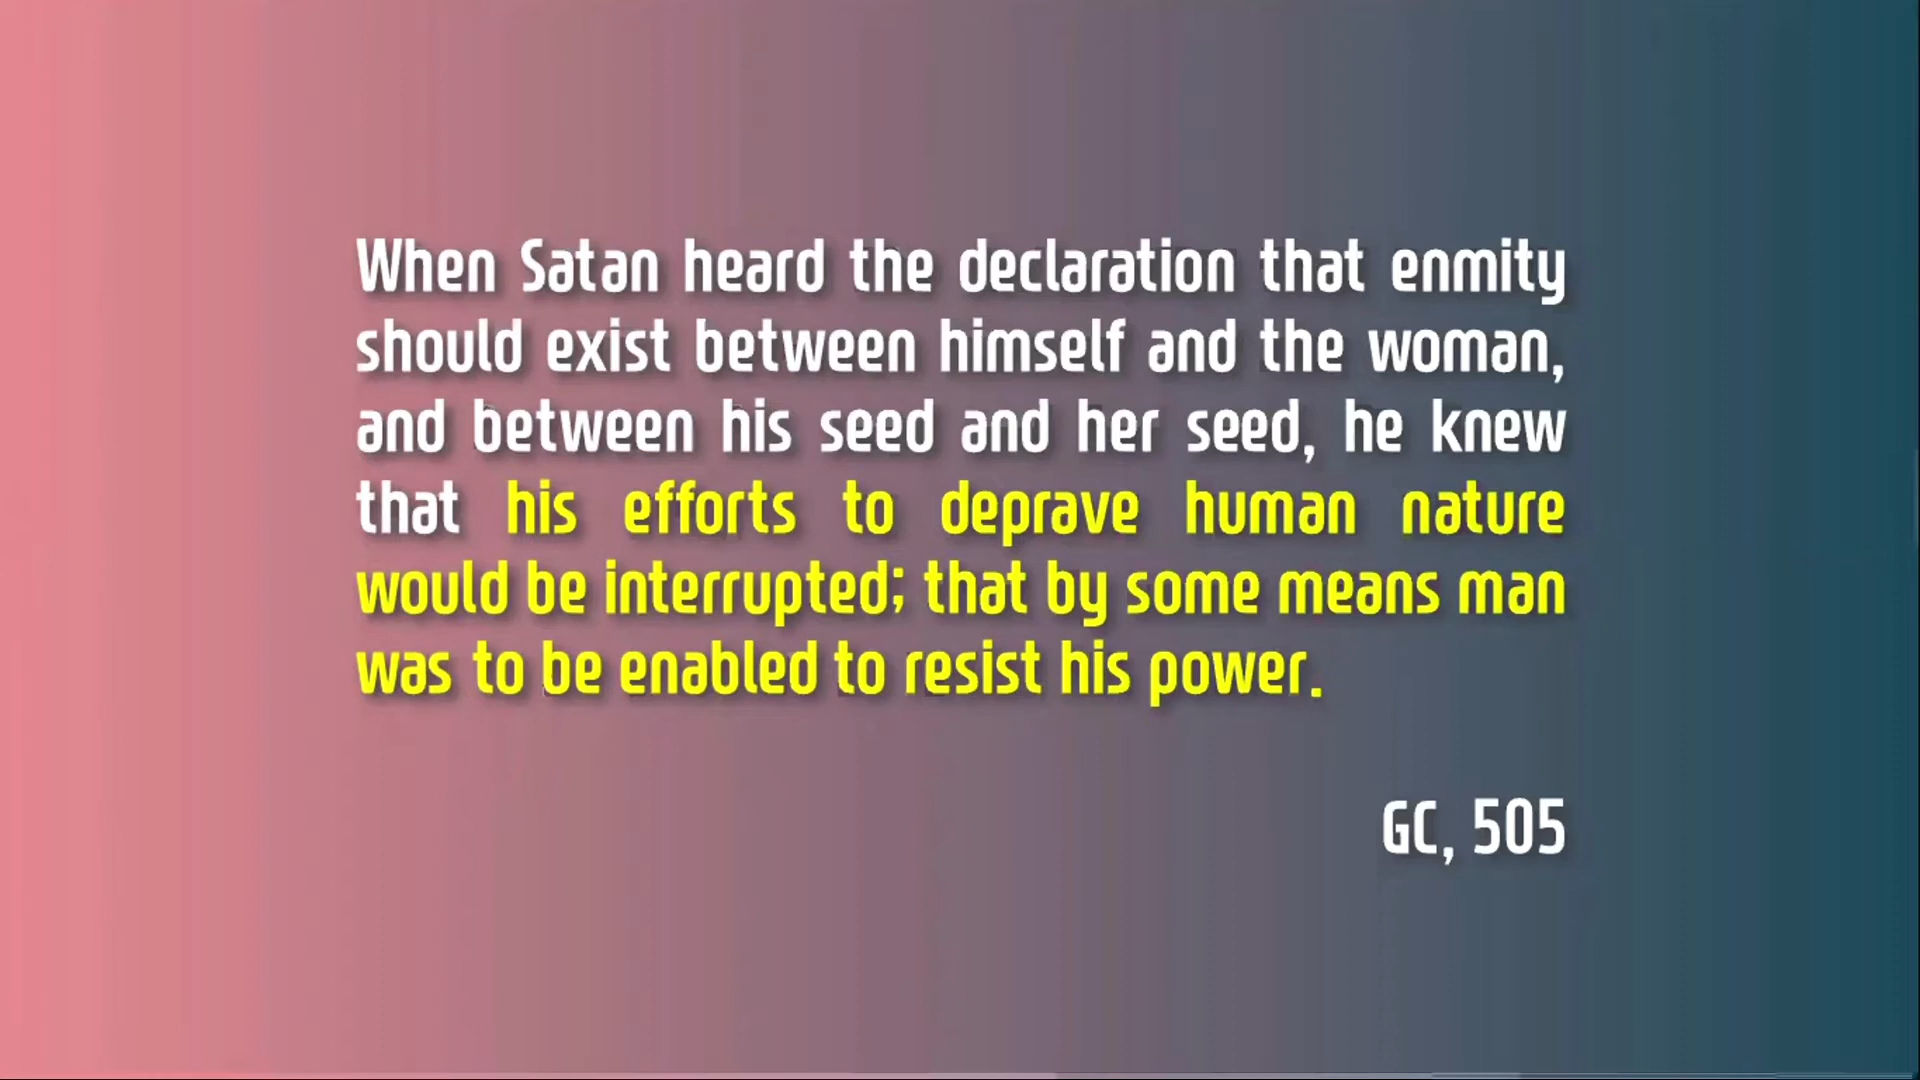 When Satan heard the declaration that enmity
should exist between himself and the woman,
and between his seed and her seed, he knew
that his efforts to deprave human nature
would be interrupted; that by some means man
was to be enabled to resist his power.
GC, 505